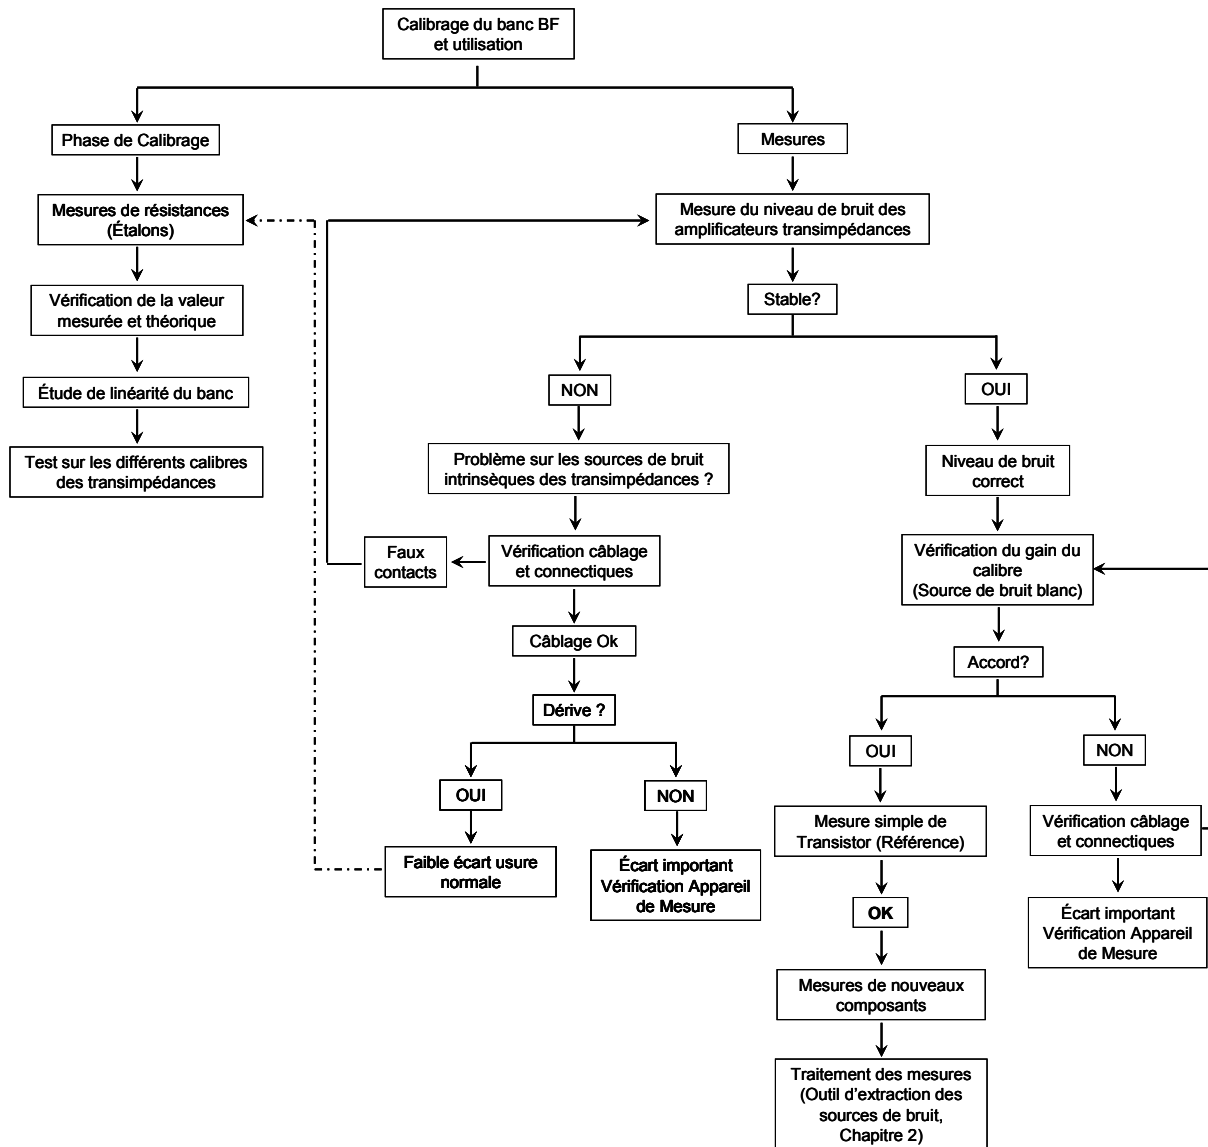 Calibrage du banc BF
et utilisation
Phase de Calibrage
Mesures
Mesures de résistances
(Étalons)
Mesure du niveau de bruit des
amplificateurs transimpédances
Vérification de la valeur
mesurée et théorique
Stable?
Étude de linéarité du banc
NON
OUI
Test sur les différents calibres
des transimpédances
Problème sur les sources de bruit
intrinsèques des transimpédances ?
Niveau de bruit
correct
Faux
contacts
Vérification câblage
et connectiques
Vérification du gain du
calibre
(Source de bruit blanc)
Câblage Ok
Accord?
Dérive ?
OUI
NON
OUI
NON
Faible écart usure
normale
Écart important
Vérification Appareil
de Mesure
Mesure simple de
Transistor (Référence)
Vérification câblage
et connectiques
OK
Écart important
Vérification Appareil
de Mesure
Mesures de nouveaux
composants
Traitement des mesures
(Outil d'extraction des
sources de bruit,
Chapitre 2)